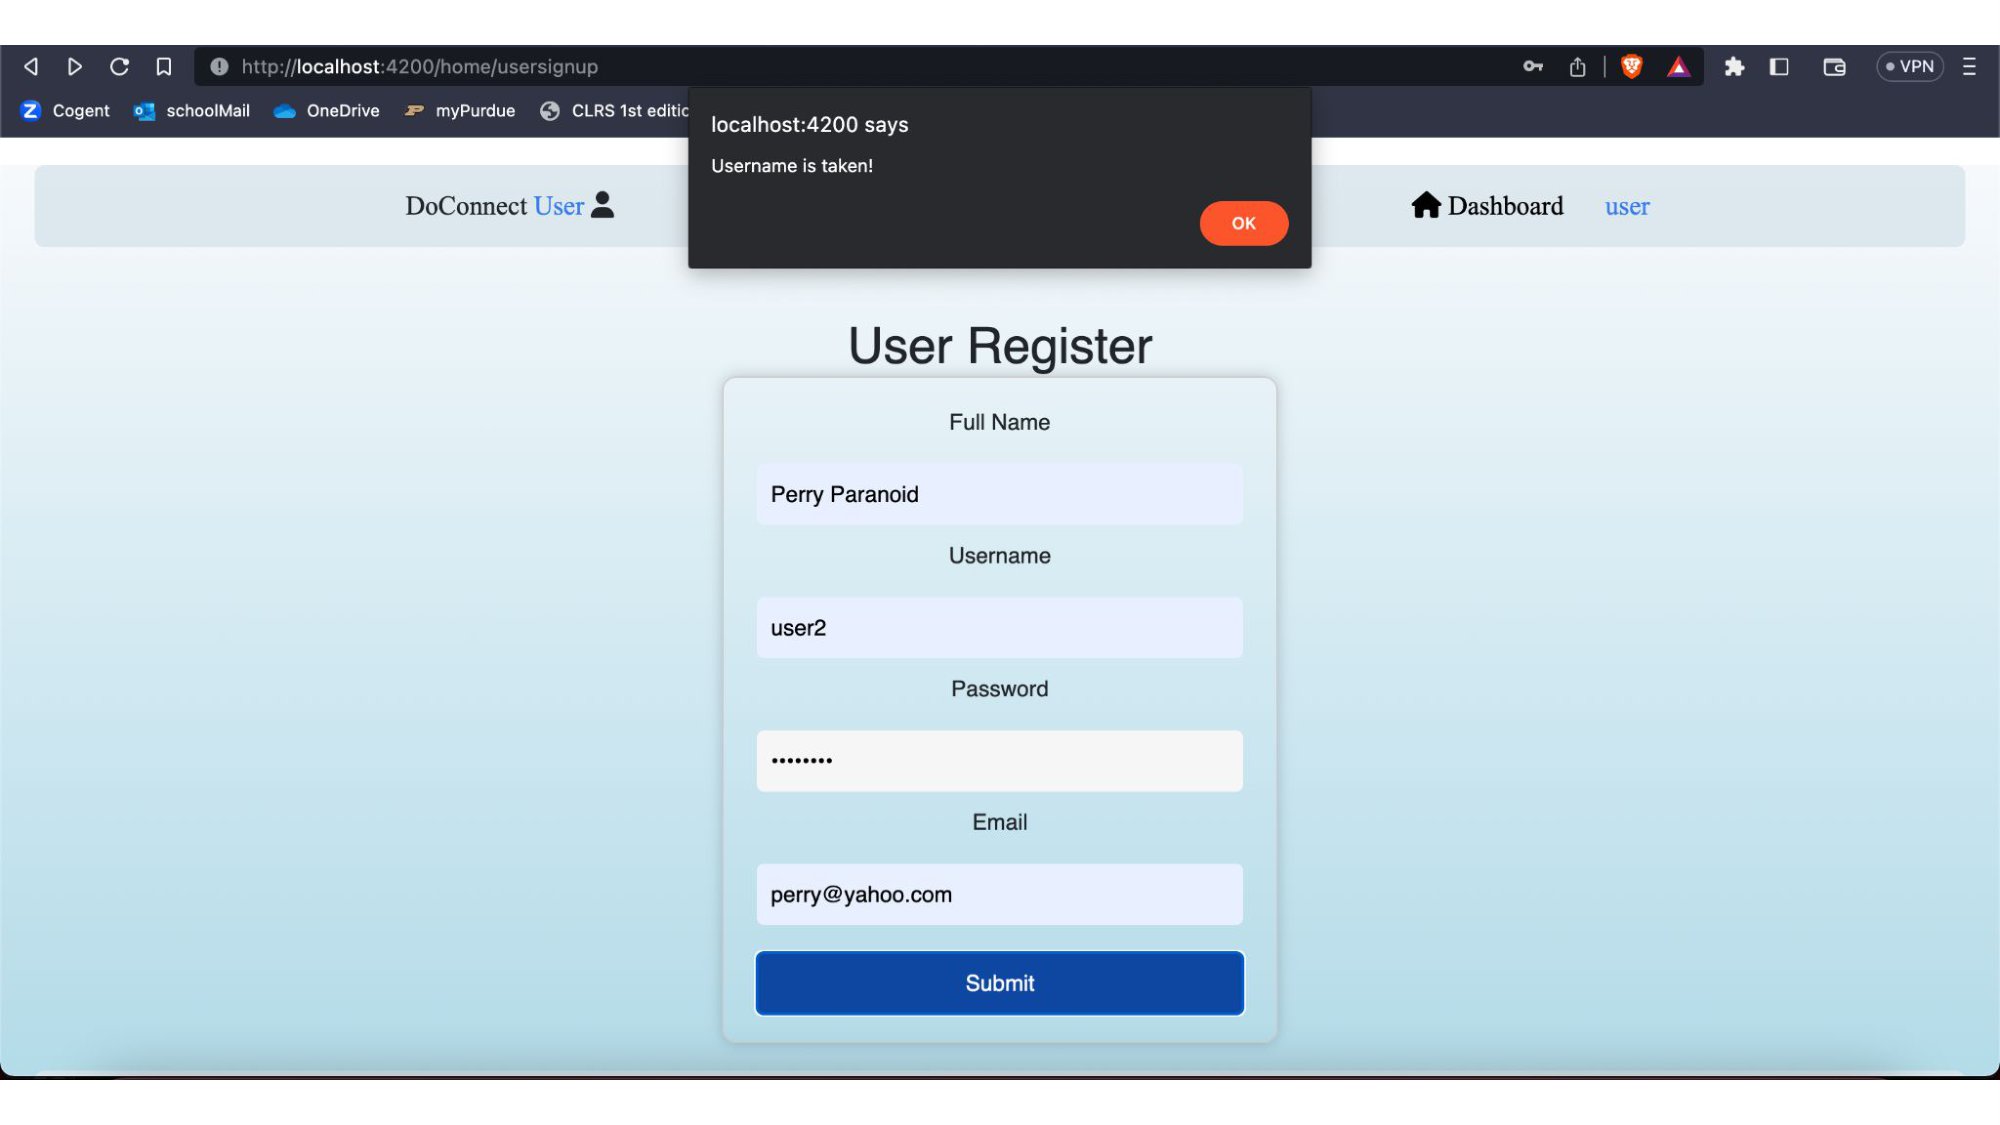 http://localhost:4200/home/usersignup
VPN
Cogent schoolMail OneDrive myPurdue CLRS 1st editic
localhost:4200 says
Username is taken!
OK
DoConnect User
Dashboard user
User Register
Full Name
Perry Paranoid
Username
user2
Password
••••••••
Email
perry@yahoo.com
Submit